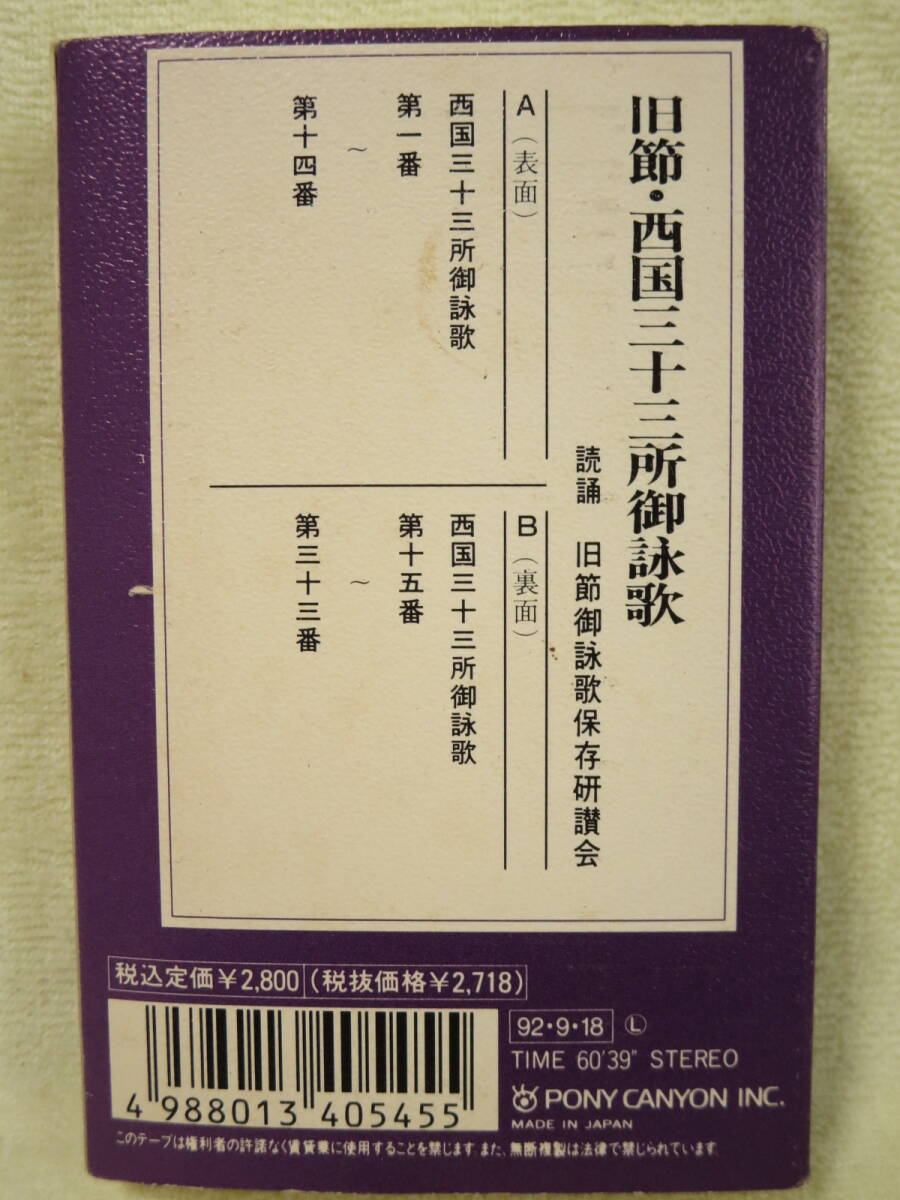 旧節・西国三十三所御詠歌
読誦 旧節御詠歌保存研讃会
A（表面）
西国三十三所御詠歌
第一番
～
第十四番
B（裏面）
西国三十三所御詠歌
第十五番
～
第三十三番
税込定価¥2,800 (税抜価格¥2,718)
92・9・18 Ⓛ
TIME 60'39" STEREO
PONY CANYON INC.
MADE IN JAPAN
4 988013 405455
このテープは権利者の許諾なく賃貸業に使用することを禁じます。また、無断複製は法律で禁じられています。